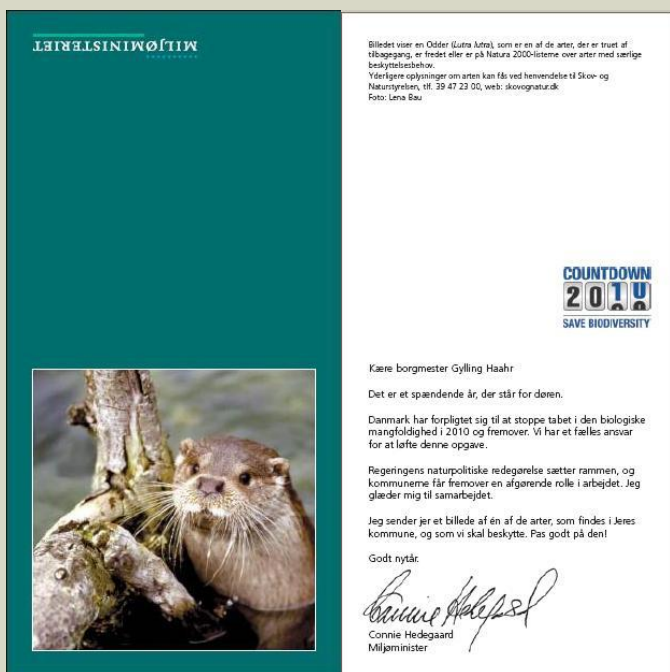 MILJØMINISTERIET
Billedet viser en Odder (Lutra lutra), som er en af de arter, der er truet af
tilbagegang, er fredet eller er på Natura 2000-listerne over arter med særlige
beskyttelsesbehov.
Yderligere oplysninger om arten kan fås ved henvendelse til Skov- og
Naturstyrelsen, tlf. 39 47 23 00, web: skovognatur.dk
Foto: Lena Bau
COUNTDOWN
2010
SAVE BIODIVERSITY
Kære borgmester Gylling Haahr
Det er et spændende år, der står for døren.
Danmark har forpligtet sig til at stoppe tabet i den biologiske
mangfoldighed i 2010 og fremover. Vi har et fælles ansvar
for at løfte denne opgave.
Regeringens naturpolitiske redegørelse sætter rammen, og
kommunerne får fremover en afgørende rolle i arbejdet. Jeg
glæder mig til samarbejdet.
Jeg sender jer et billede af én af de arter, som findes i Jeres
kommune, og som vi skal beskytte. Pas godt på den!
Godt nytår.
Connie Hedegaard
Connie Hedegaard
Miljøminister